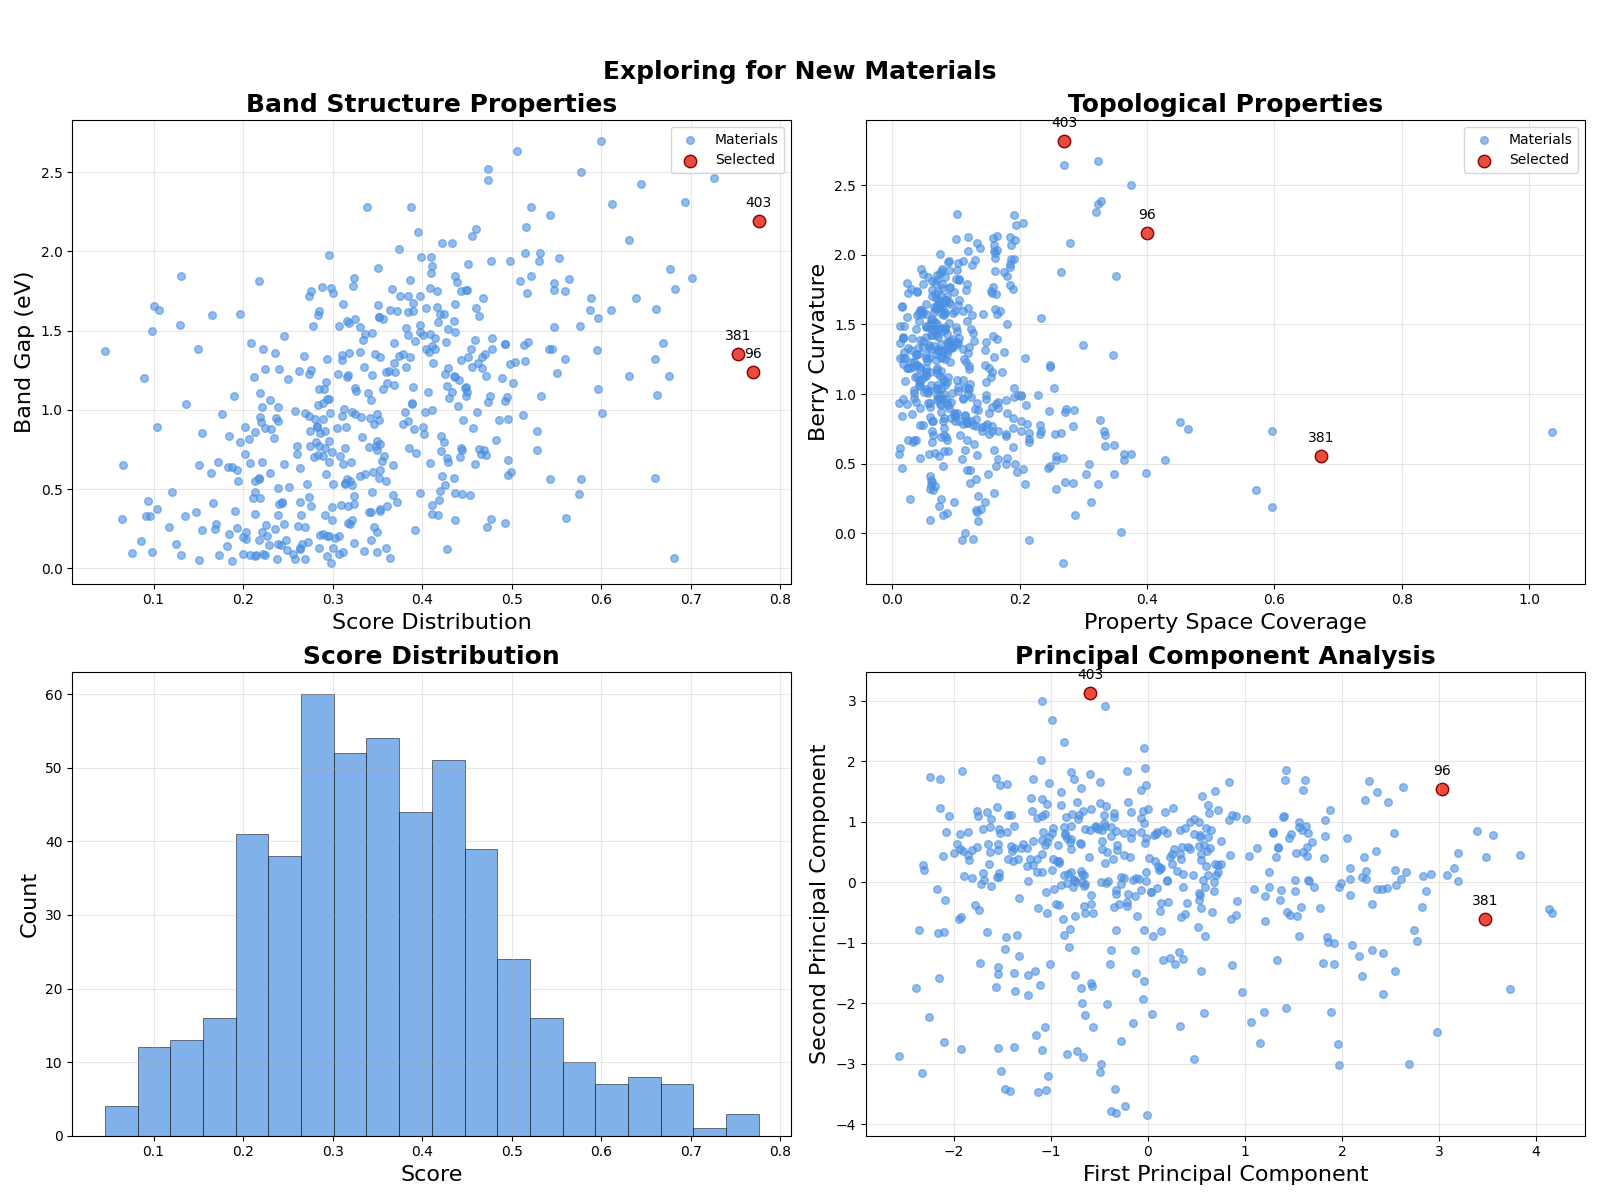 Exploring for New Materials
Band Structure Properties
Band Gap (eV)
2.5
2.0
1.5
1.0
0.5
0.0
Materials
Selected
403
381
96
0.1 0.2 0.3 0.4 0.5 0.6 0.7 0.8
Score Distribution
Topological Properties
Berry Curvature
2.5
2.0
1.5
1.0
0.5
0.0
Materials
Selected
403
96
381
0.0 0.2 0.4 0.6 0.8 1.0
Property Space Coverage
Score Distribution
Count
60
50
40
30
20
10
0
0.1 0.2 0.3 0.4 0.5 0.6 0.7 0.8
Score
Principal Component Analysis
Second Principal Component
3
2
1
0
−1
−2
−3
−4
403
96
381
−2 −1 0 1 2 3 4
First Principal Component